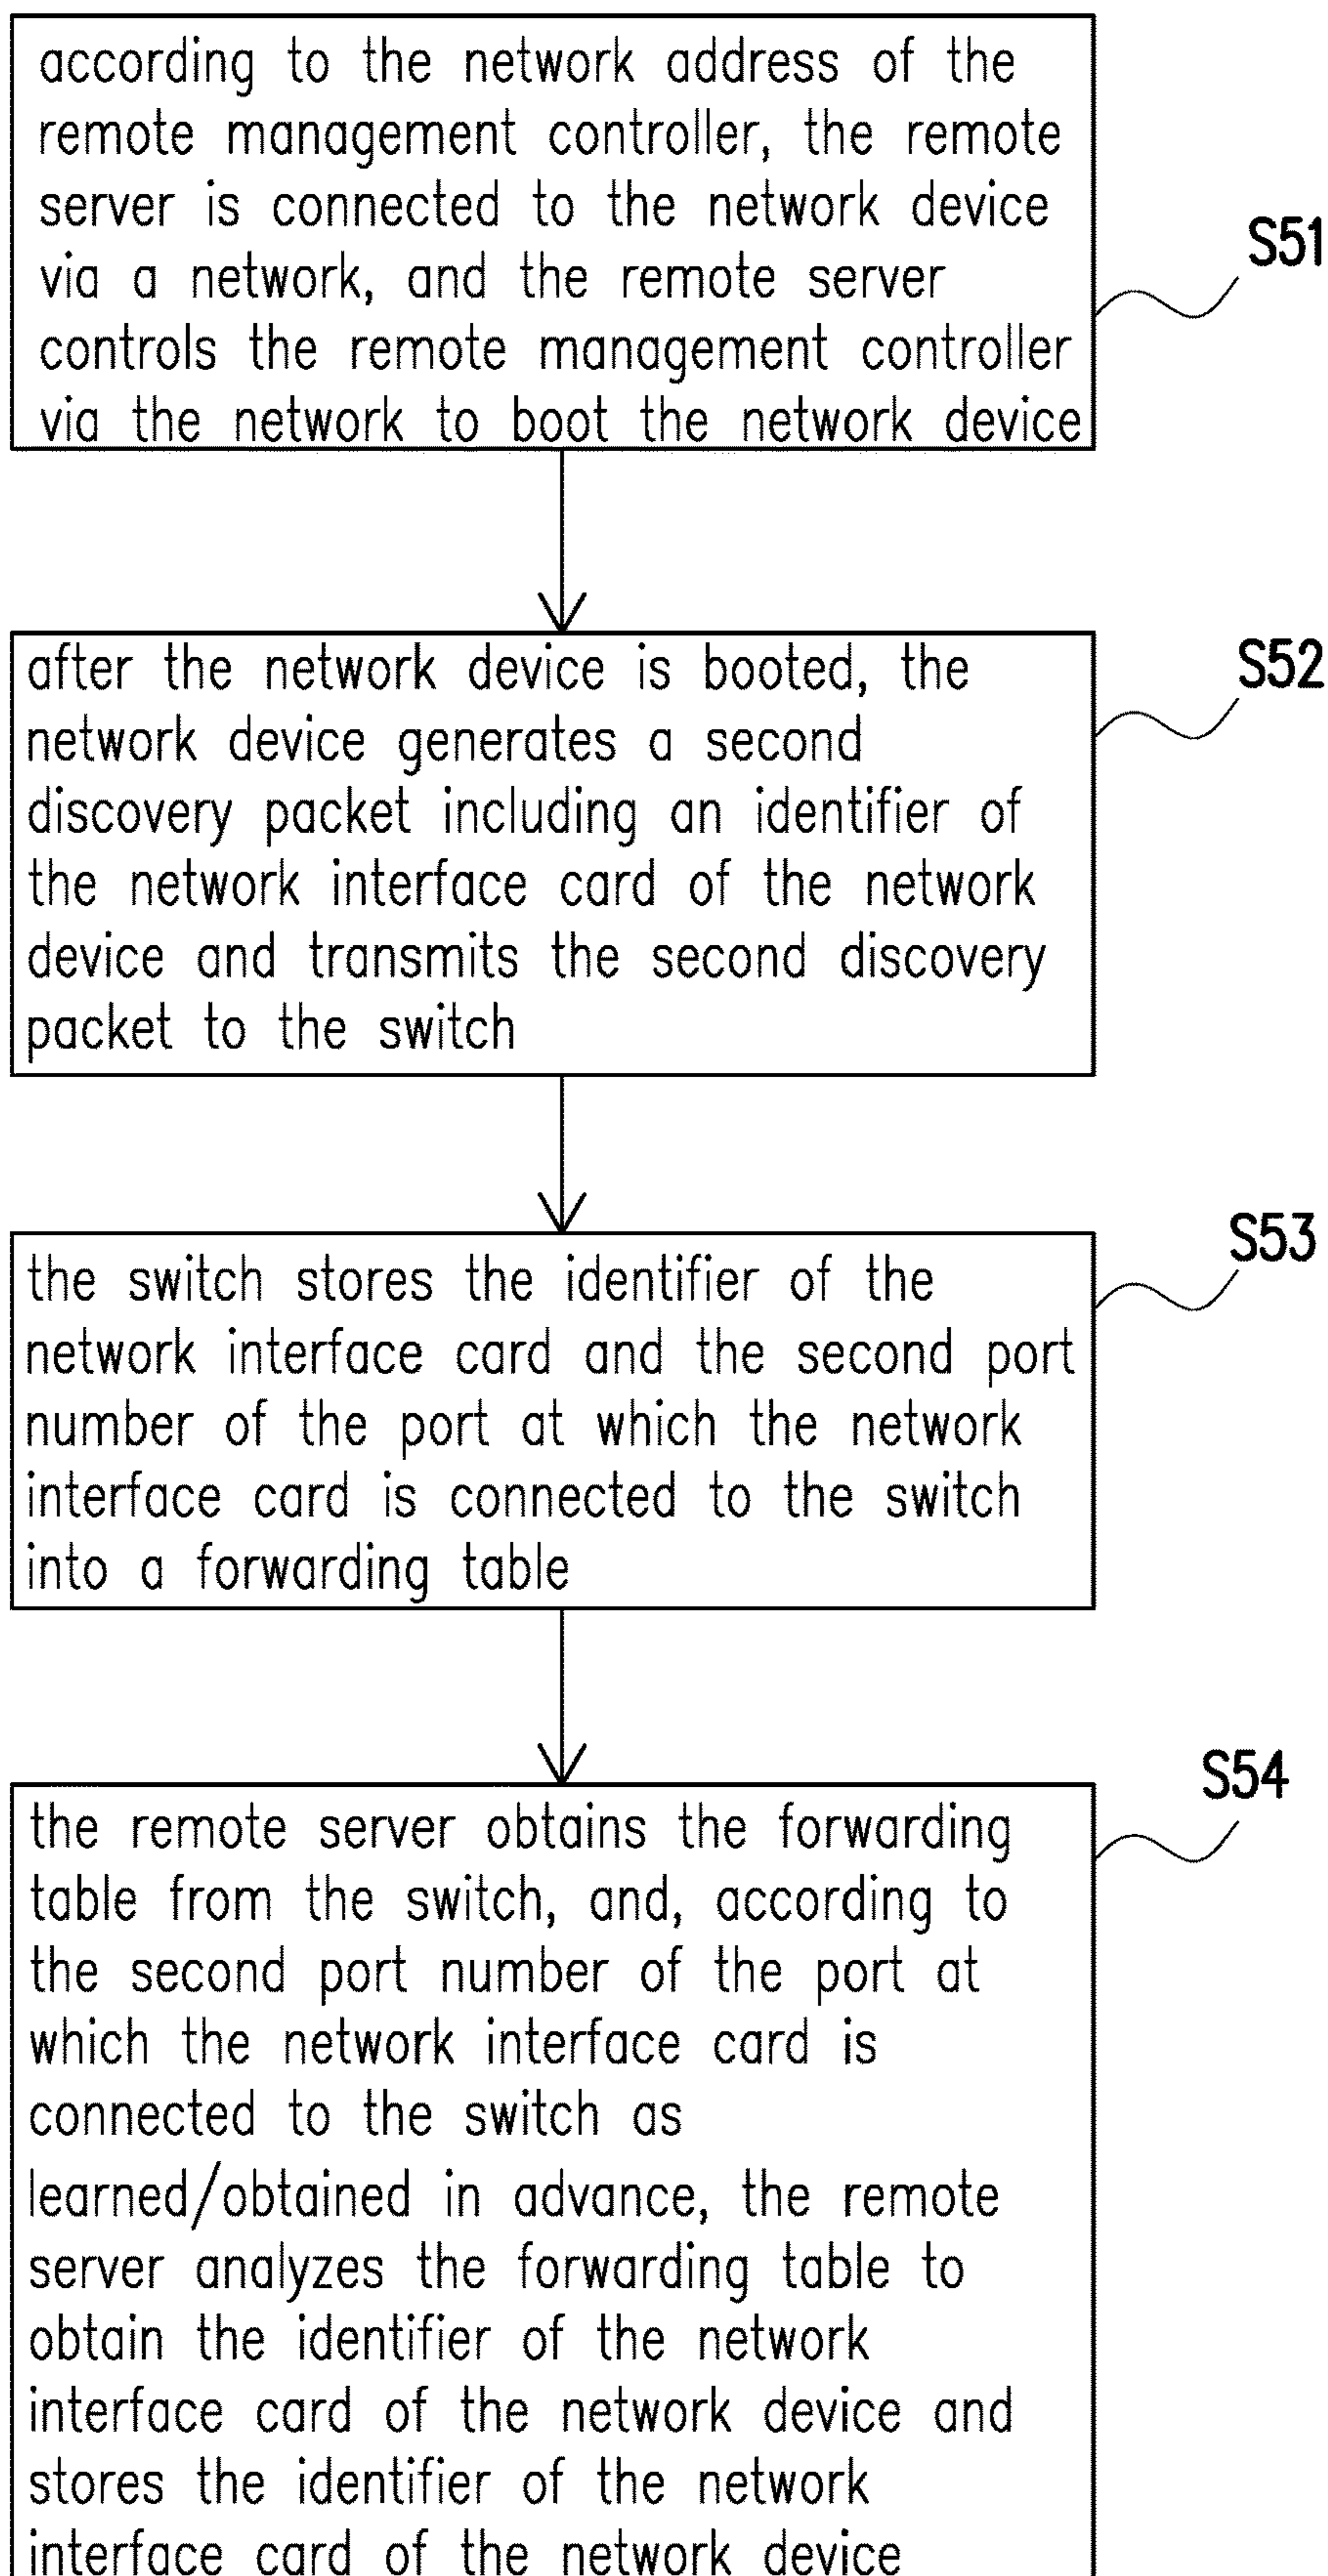 according to the network address of the
remote management controller, the remote
server is connected to the network device
via a network, and the remote server
controls the remote management controller
via the network to boot the network device
S51
after the network device is booted, the
network device generates a second
discovery packet including an identifier of
the network interface card of the network
device and transmits the second discovery
packet to the switch
S52
the switch stores the identifier of the
network interface card and the second port
number of the port at which the network
interface card is connected to the switch
into a forwarding table
S53
the remote server obtains the forwarding
table from the switch, and, according to
the second port number of the port at
which the network interface card is
connected to the switch as
learned/obtained in advance, the remote
server analyzes the forwarding table to
obtain the identifier of the network
interface card of the network device and
stores the identifier of the network
interface card of the network device
S54